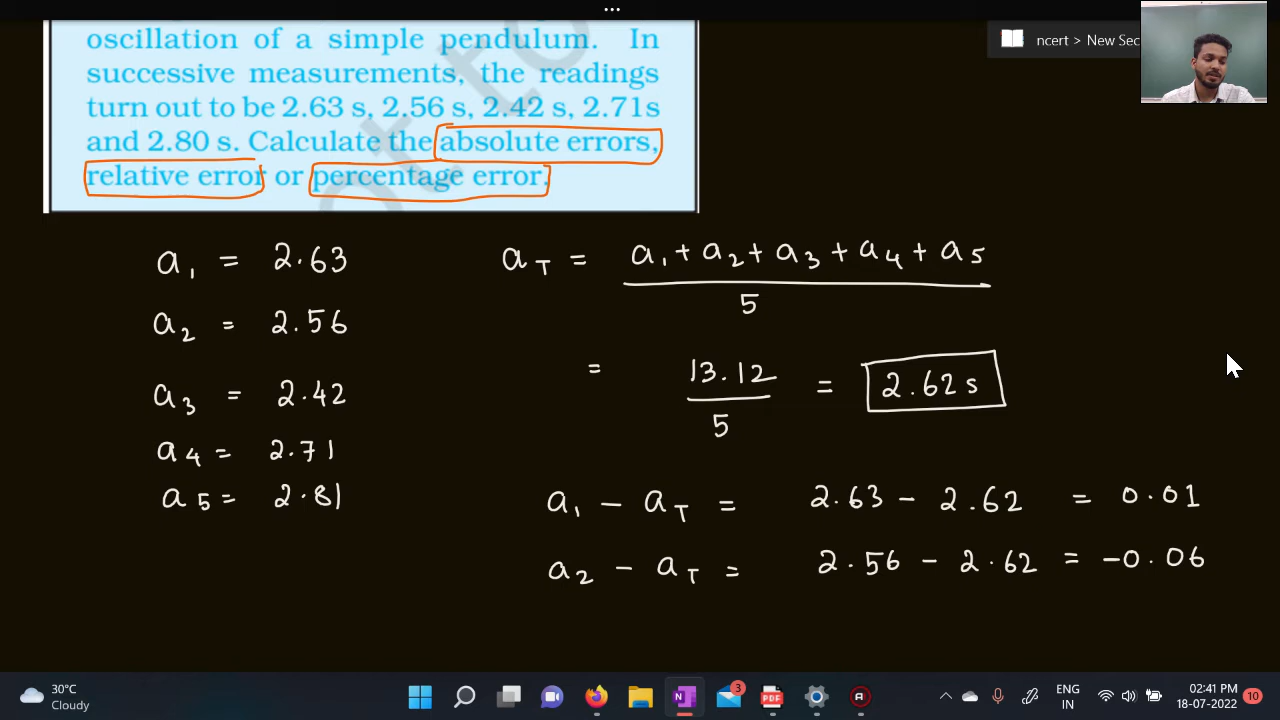 ...
ncert > New Sec
oscillation of a simple pendulum. In
successive measurements, the readings
turn out to be 2.63 s, 2.56 s, 2.42 s, 2.71s
and 2.80 s. Calculate the absolute errors,
relative error or percentage error.
a1 = 2.63
a2 = 2.56
a3 = 2.42
a4 = 2.71
a5 = 2.81
aT = a1 + a2 + a3 + a4 + a5
5
= 13.12 = 2.62 s
5
a1 - aT = 2.63 - 2.62 = 0.01
a2 - aT = 2.56 - 2.62 = -0.06
30°C
Cloudy
3
ENG
IN
02:41 PM
18-07-2022
10